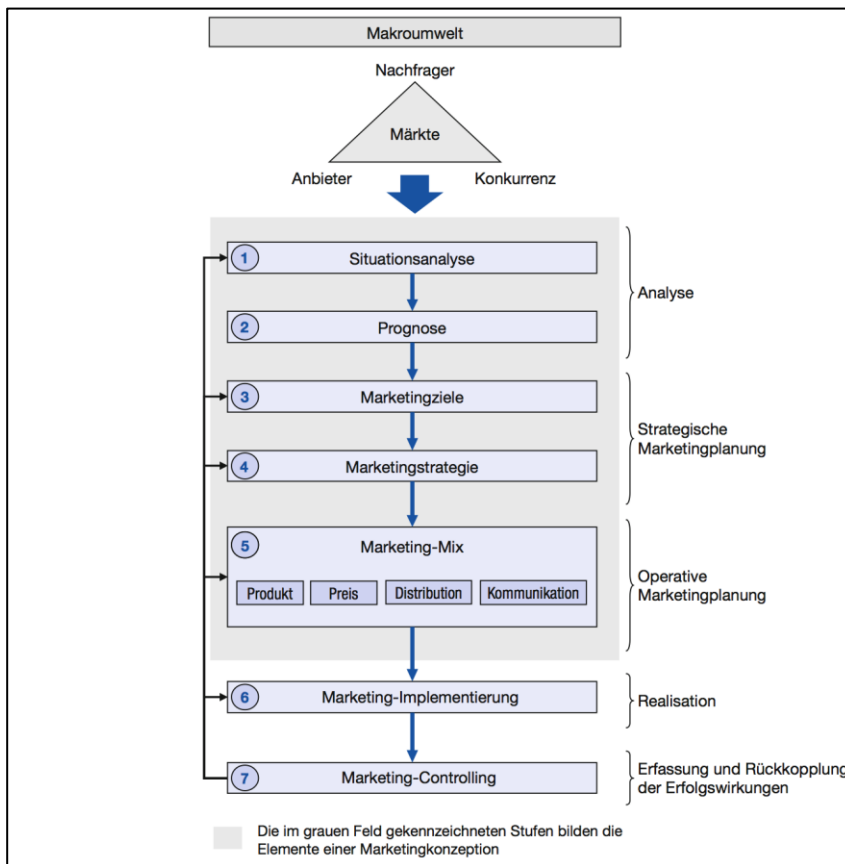 Makroumwelt
Nachfrager
Märkte
Anbieter
Konkurrenz
1
Situationsanalyse
Analyse
2
Prognose
3
Marketingziele
Strategische
Marketingplanung
4
Marketingstrategie
5
Marketing-Mix
Produkt
Preis
Distribution
Kommunikation
Operative
Marketingplanung
6
Marketing-Implementierung
Realisation
7
Marketing-Controlling
Erfassung und Rückkopplung
der Erfolgswirkungen
Die im grauen Feld gekennzeichneten Stufen bilden die
Elemente einer Marketingkonzeption